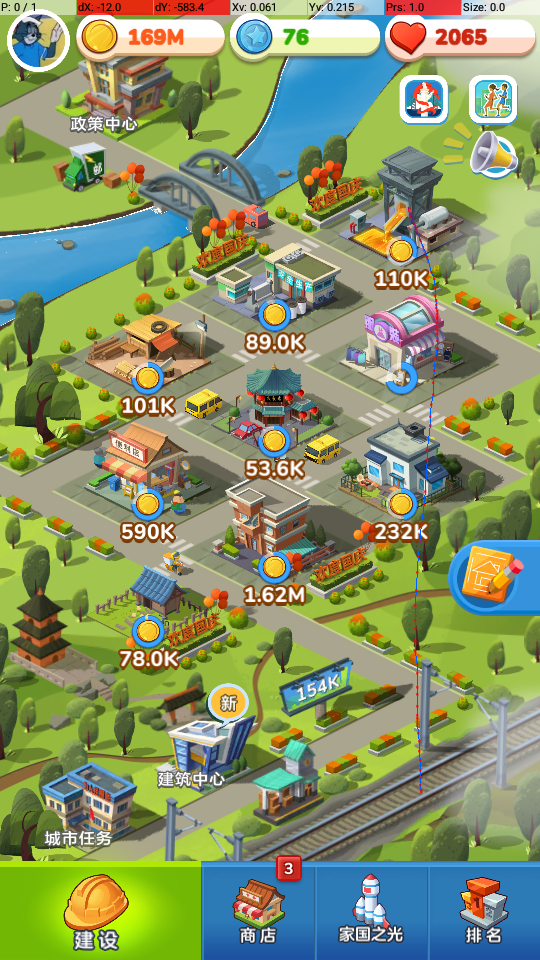 P: 0 / 1
dX: -12.0
dY: -583.4
Xv: 0.061
Yv: 0.215
Prs: 1.0
Size: 0.0
169M
76
2065
政策中心
欢度国庆
欢度国庆
110K
89.0K
101K
53.6K
便利店
590K
232K
欢度国庆
1.62M
欢度国庆
78.0K
154K
新
建筑中心
城市任务
3
建设
商店
家国之光
排名